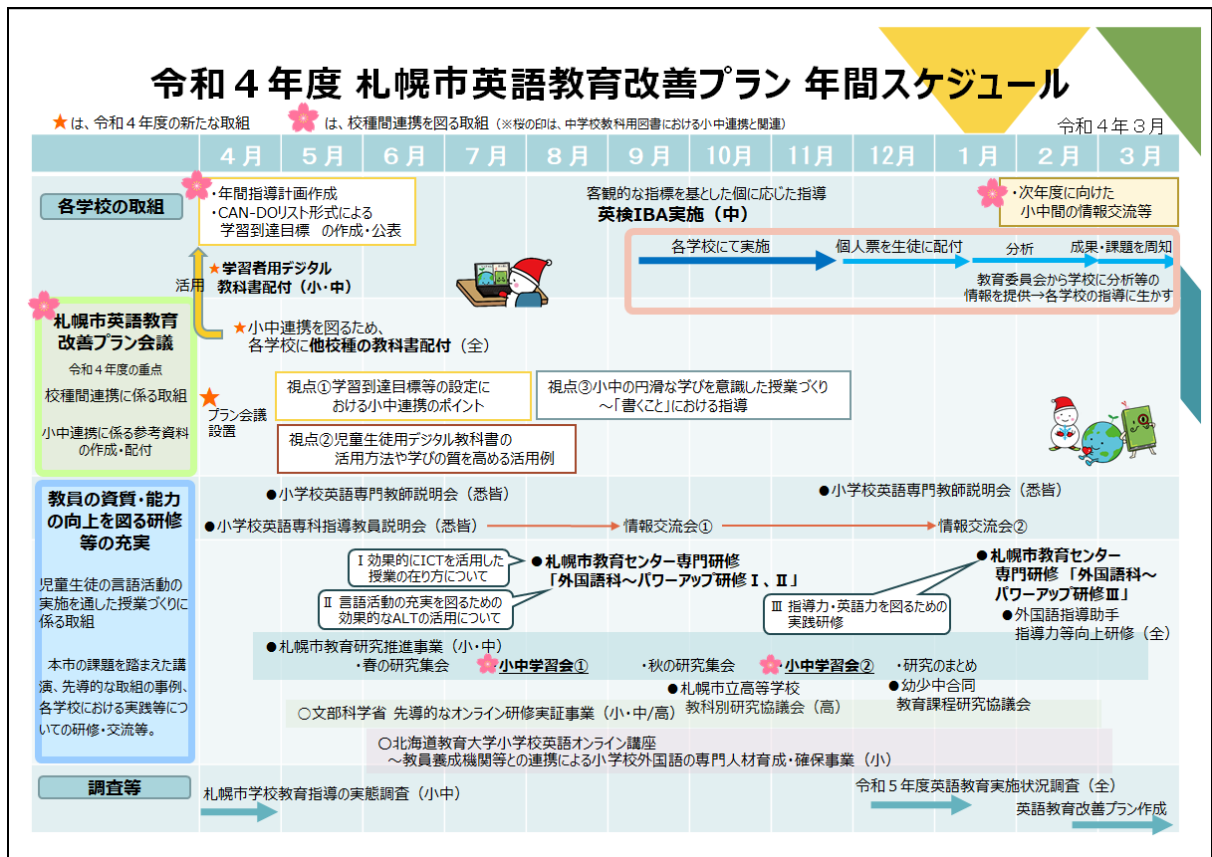 令和４年度 札幌市英語教育改善プラン 年間スケジュール
★は、令和４年度の新たな取組
は、校種間連携を図る取組（※桜の印は、中学校教科用図書における小中連携と関連）
令和４年３月
４月 ５月 ６月 ７月 ８月 ９月 10月 11月 12月 １月 ２月 ３月
各学校の取組
・年間指導計画作成
・CAN-DOリスト形式による
学習到達目標 の作成・公表
客観的な指標を基とした個に応じた指導
英検IBA実施（中）
・次年度に向けた
小中間の情報交流等
各学校にて実施
個人票を生徒に配付
分析
成果・課題を周知
教育委員会から学校に分析等の
情報を提供→各学校の指導に生かす
活用
★学習者用デジタル
教科書配付（小・中）
★小中連携を図るため、
各学校に他校種の教科書配付（全）
札幌市英語教育
改善プラン会議
令和４年度の重点
校種間連携に係る取組
小中連携に係る参考資料
の作成・配付
★
プラン会議
設置
視点①学習到達目標等の設定に
おける小中連携のポイント
視点②児童生徒用デジタル教科書の
活用方法や学びの質を高める活用例
視点③小中の円滑な学びを意識した授業づくり
～「書くこと」における指導
教員の資質・能力
の向上を図る研修
等の充実
児童生徒の言語活動の
実施を通した授業づくりに
係る取組
本市の課題を踏まえた講
演、先導的な取組の事例、
各学校における実践等につ
いての研修・交流等。
●小学校英語専門教師説明会（悉皆）
●小学校英語専門教師説明会（悉皆）
●小学校英語専科指導教員説明会（悉皆）
情報交流会①
情報交流会②
Ⅰ効果的にICTを活用した
授業の在り方について
●札幌市教育センター専門研修
「外国語科～パワーアップ研修Ⅰ、Ⅱ」
Ⅱ 言語活動の充実を図るための
効果的なALTの活用について
Ⅲ 指導力・英語力を図るための
実践研修
●札幌市教育センター
専門研修 「外国語科～
パワーアップ研修Ⅲ」
●外国語指導助手
指導力等向上研修（全）
●札幌市教育研究推進事業（小・中）
・春の研究集会
小中学習会①
・秋の研究集会
・小中学習会②
・研究のまとめ
●札幌市立高等学校
教科別研究協議会（高）
●幼少中合同
教育課程研究協議会
○文部科学省 先導的なオンライン研修実証事業（小・中/高）
○北海道教育大学小学校英語オンライン講座
～教員養成機関等との連携による小学校外国語の専門人材育成・確保事業（小）
調査等
札幌市学校教育指導の実態調査（小中）
令和５年度英語教育実施状況調査（全）
英語教育改善プラン作成